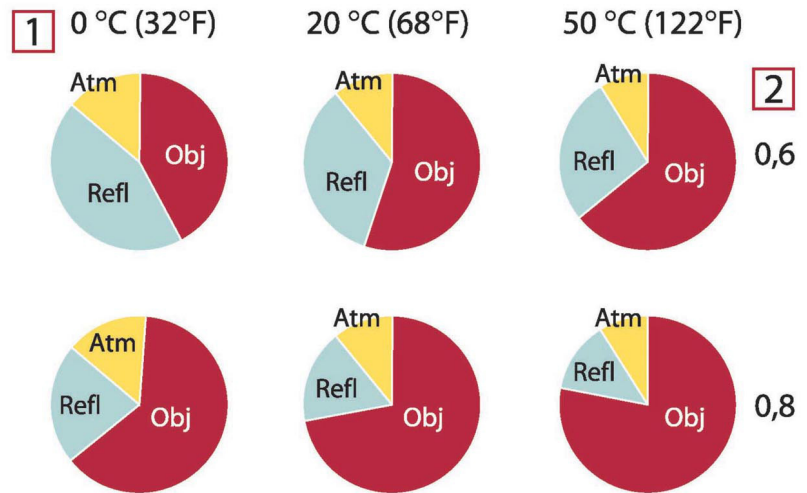 1 0 °C (32°F) 20 °C (68°F) 50 °C (122°F)
2
Atm Obj Refl
Atm Obj Refl
Atm Obj Refl
0,6
Atm Refl Obj
Atm Refl Obj
Atm Refl Obj
0,8